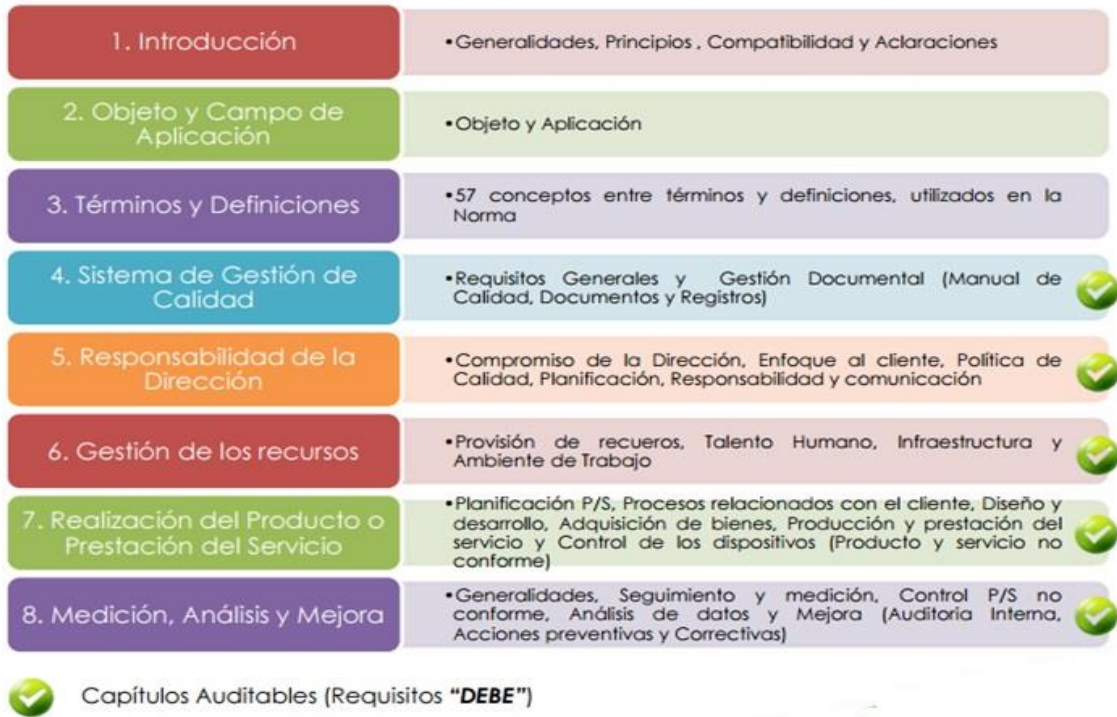 1. Introducción
•Generalidades, Principios , Compatibilidad y Aclaraciones
2. Objeto y Campo de
Aplicación
•Objeto y Aplicación
3. Términos y Definiciones
•57 conceptos entre términos y definiciones, utilizados en la
Norma
4. Sistema de Gestión de
Calidad
•Requisitos Generales y Gestión Documental (Manual de
Calidad, Documentos y Registros)
5. Responsabilidad de la
Dirección
•Compromiso de la Dirección, Enfoque al cliente, Política de
Calidad, Planificación, Responsabilidad y comunicación
6. Gestión de los recursos
•Provisión de recueros, Talento Humano, Infraestructura y
Ambiente de Trabajo
7. Realización del Producto o
Prestación del Servicio
•Planificación P/S, Procesos relacionados con el cliente, Diseño y
desarrollo, Adquisición de bienes, Producción y prestación del
servicio y Control de los dispositivos (Producto y servicio no
conforme)
8. Medición, Análisis y Mejora
•Generalidades, Seguimiento y medición, Control P/S no
conforme, Análisis de datos y Mejora (Auditoria Interna,
Acciones preventivas y Correctivas)
Capítulos Auditables (Requisitos "DEBE")